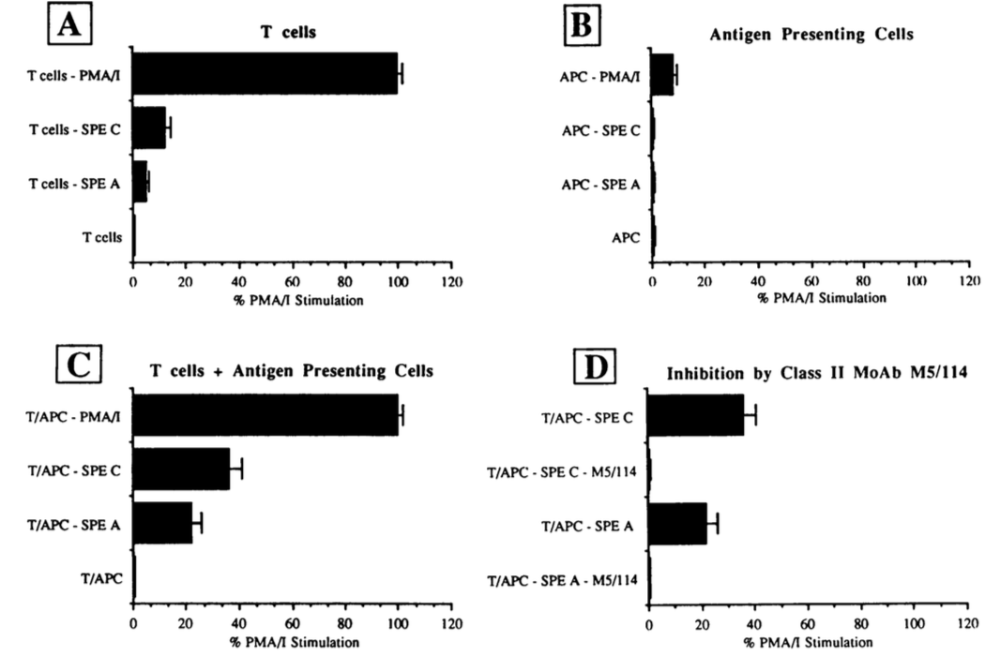 A
T cells
T cells - PMA/I
T cells - SPE C
T cells - SPE A
T cells
0 20 40 60 80 100 120
% PMA/I Stimulation
B
Antigen Presenting Cells
APC - PMA/I
APC - SPE C
APC - SPE A
APC
0 20 40 60 80 100 120
% PMA/I Stimulation
C
T cells + Antigen Presenting Cells
T/APC - PMA/I
T/APC - SPE C
T/APC - SPE A
T/APC
0 20 40 60 80 100 120
% PMA/I Stimulation
D
Inhibition by Class II MoAb M5/114
T/APC - SPE C
T/APC - SPE C - M5/114
T/APC - SPE A
T/APC - SPE A - M5/114
0 20 40 60 80 100 120
% PMA/I Stimulation